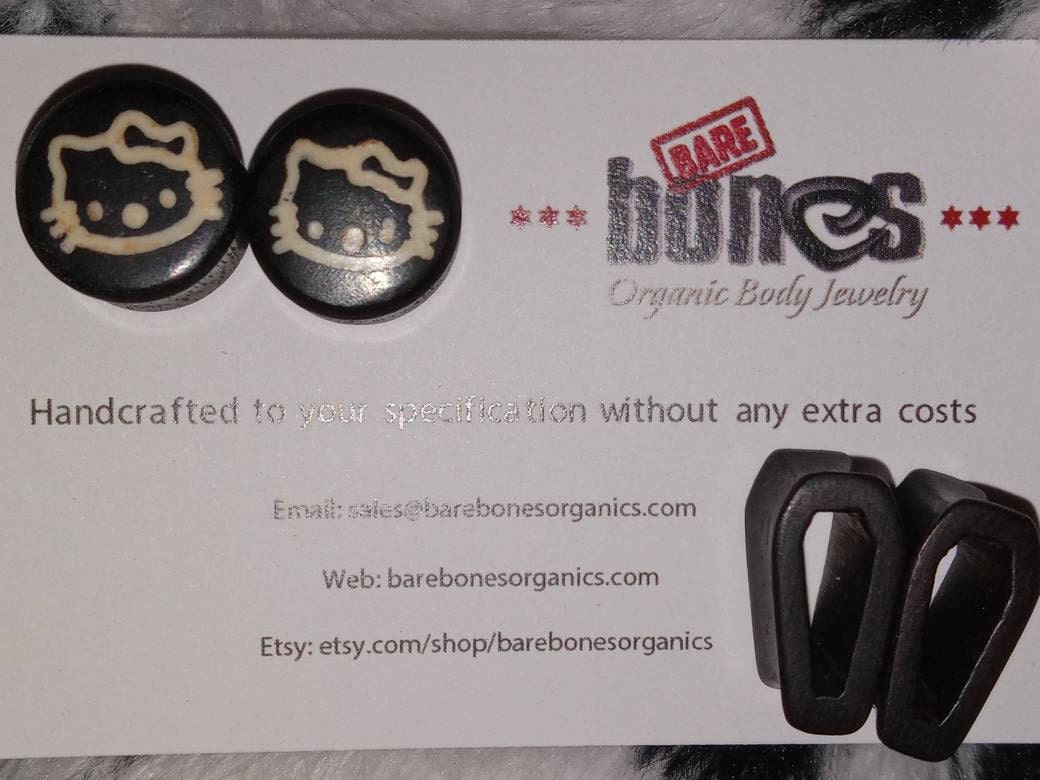 BARE
bones
Organic Body Jewelry
Handcrafted to your specification without any extra costs
Email: sales@barebonesorganics.com
Web: barebonesorganics.com
Etsy: etsy.com/shop/barebonesorganics